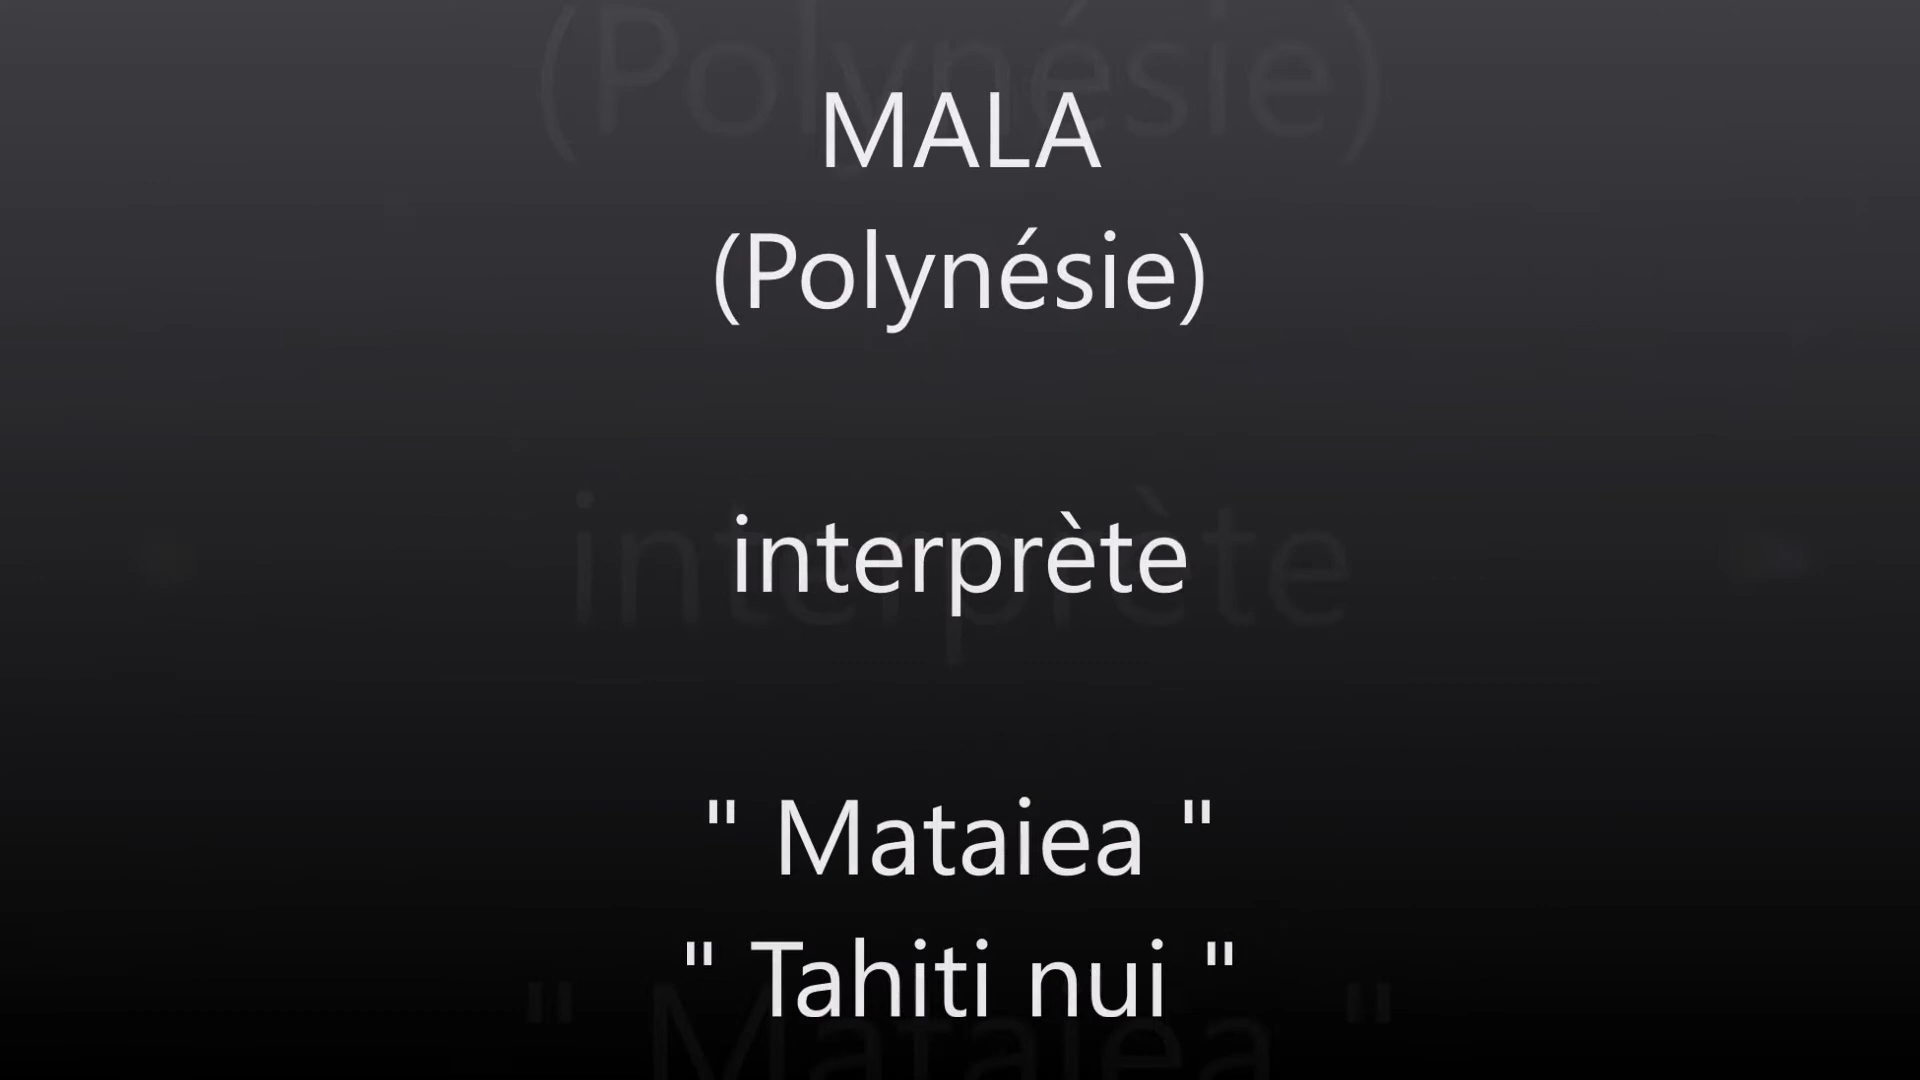 MALA
(Polynésie)
interprète
" Mataiea "
" Tahiti nui "